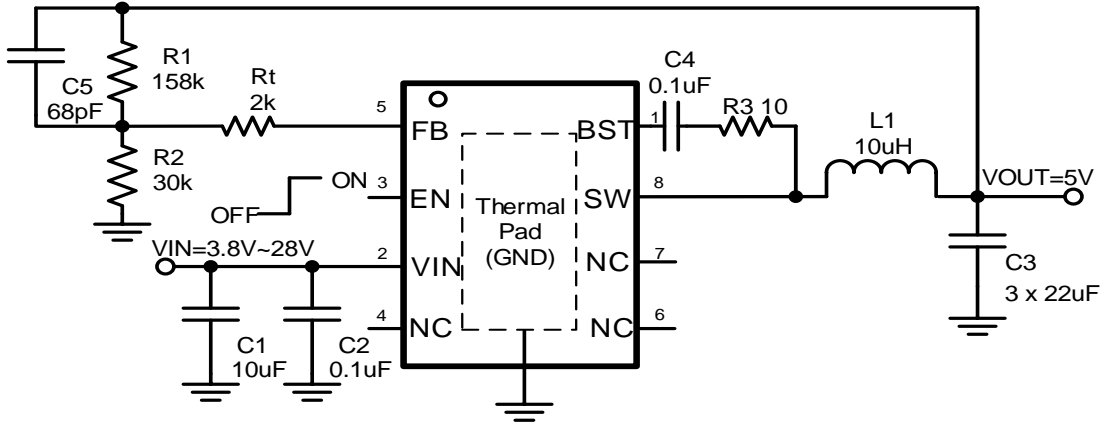 R1
158k
C5
68pF
Rt
2k
R2
30k
C4
0.1uF
R3 10
L1
10uH
VOUT=5V
C3
3 x 22uF
5
FB
BST
1
ON
OFF
3
EN
SW
8
Thermal
Pad
(GND)
VIN=3.8V~28V
2
VIN
NC
7
4
NC
NC
6
C1
10uF
C2
0.1uF